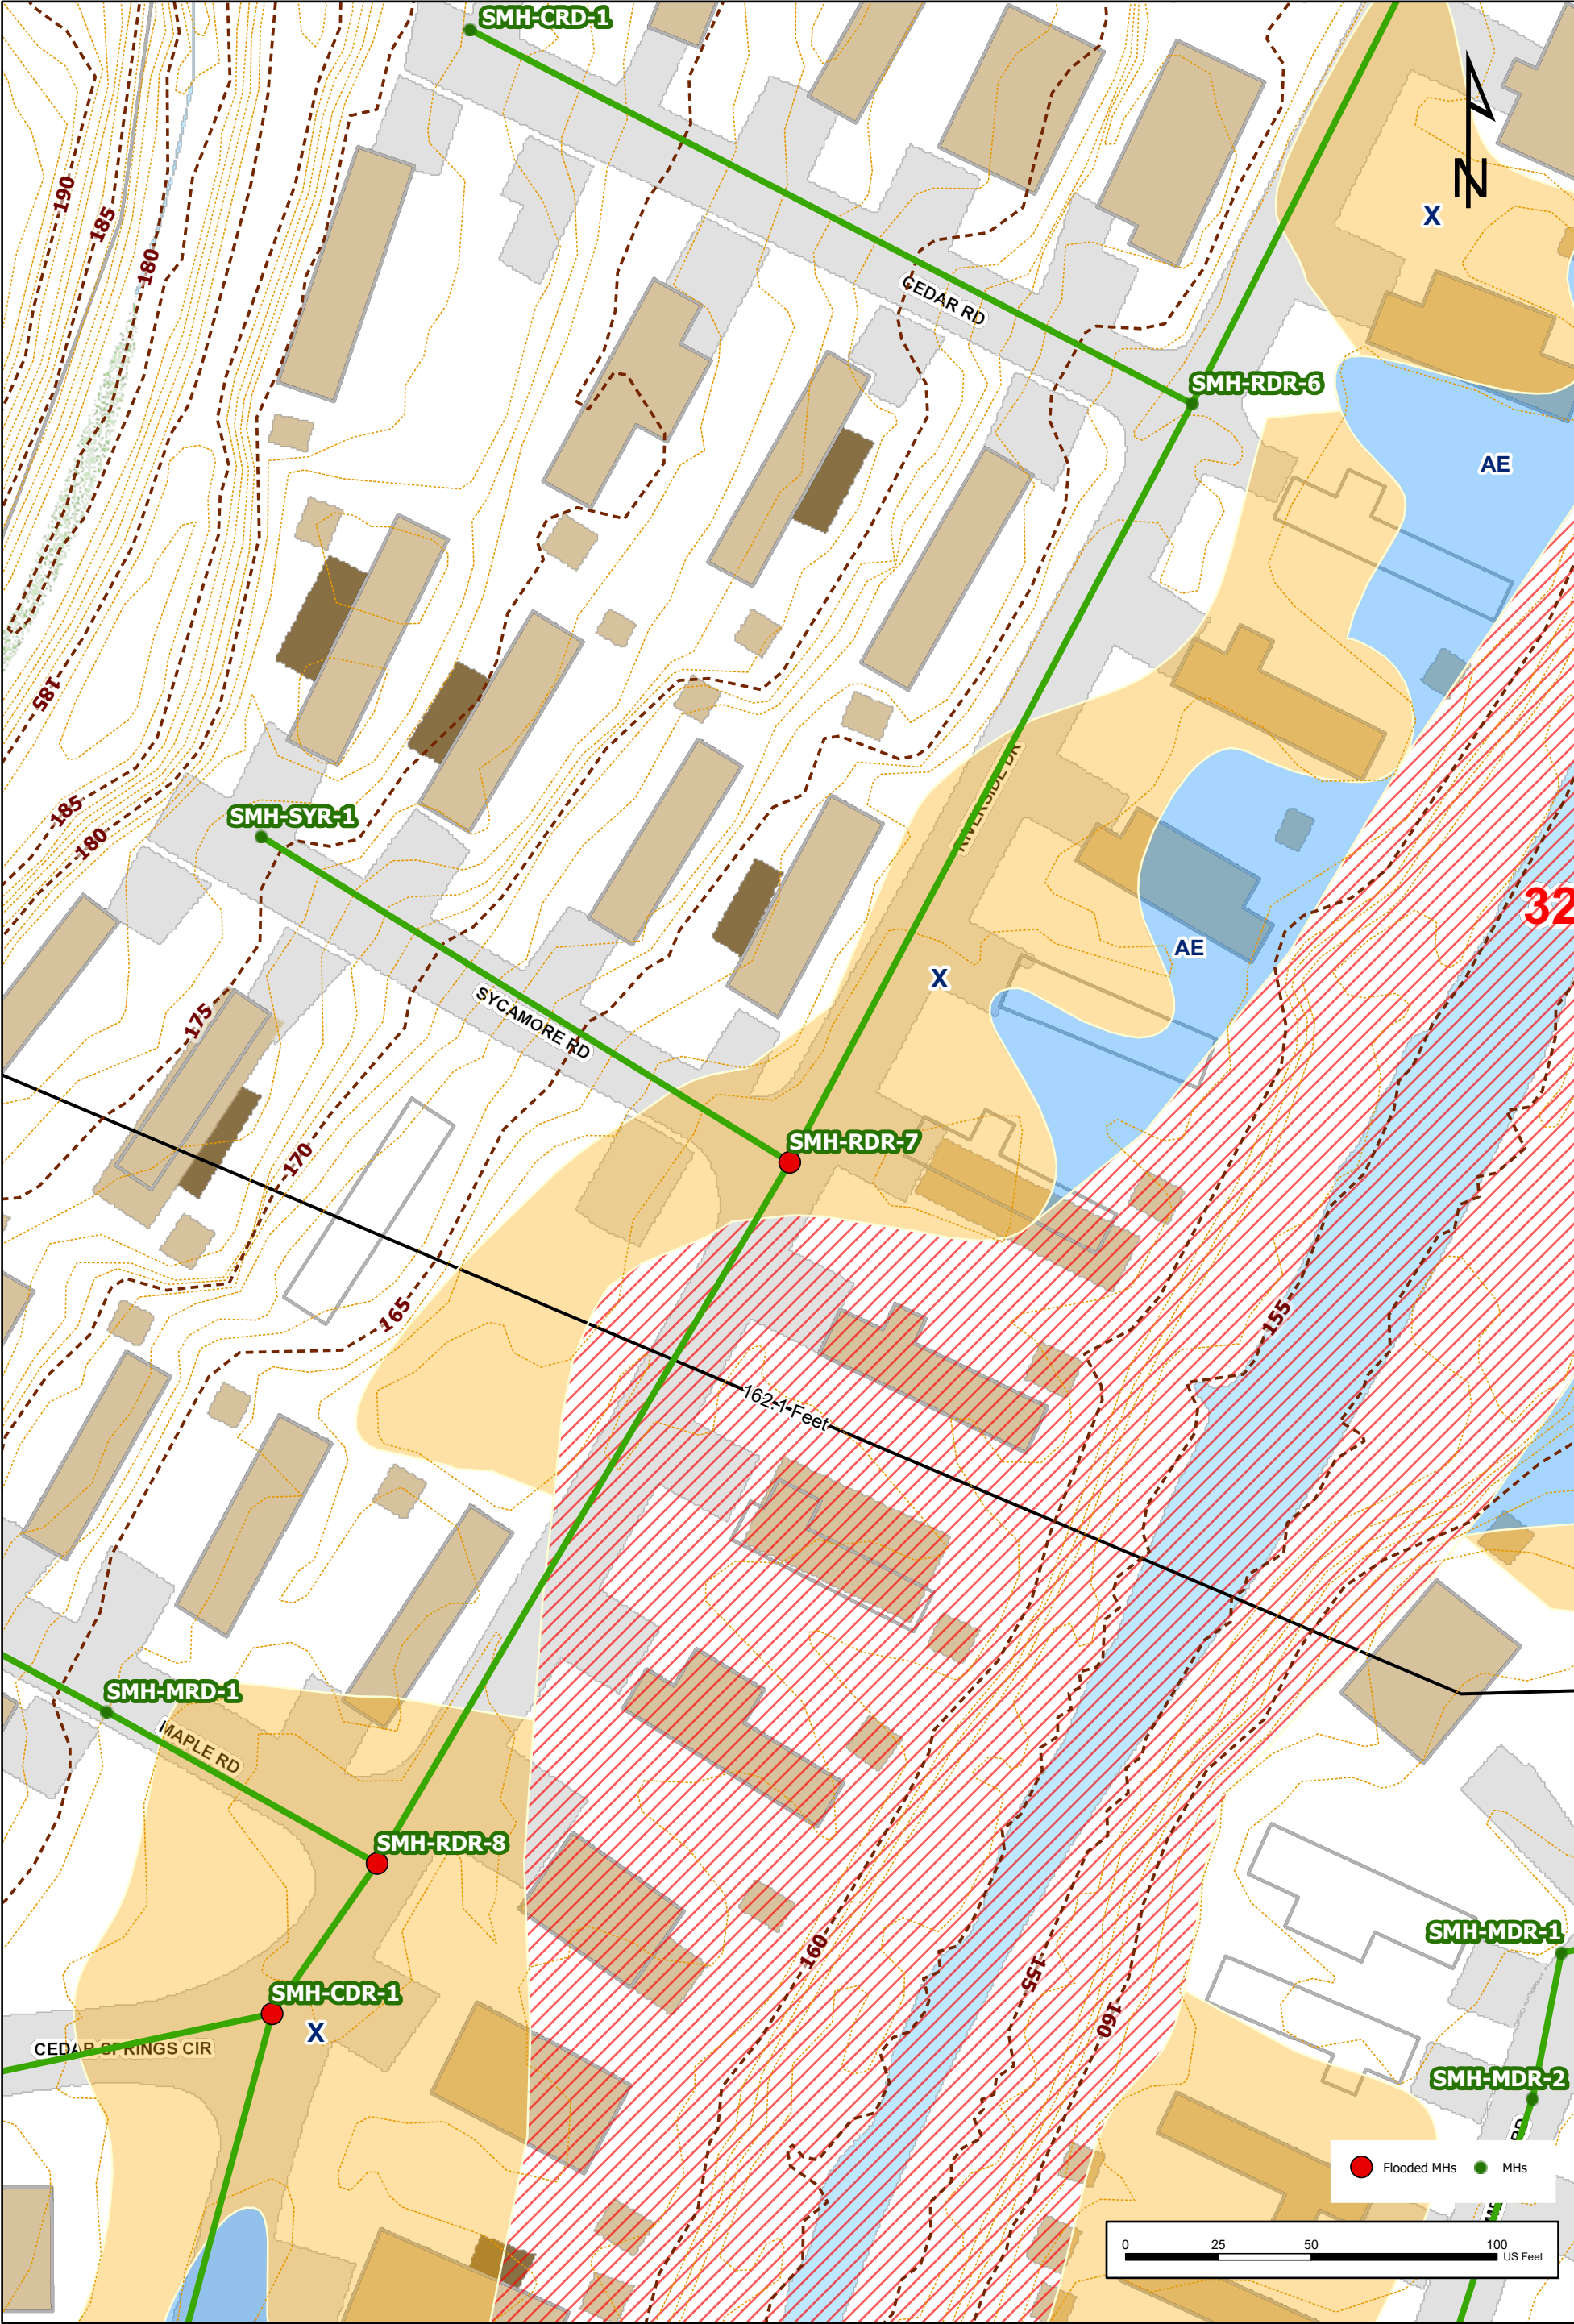 SMH-CRD-1
190
185
180
N
X
CEDAR RD
SMH-RDR-6
AE
185
RIVERSIDE DR
185
180
SMH-SYR-1
32
AE
X
175
SYCAMORE RD
SMH-RDR-7
170
165
155
162.1 Feet
SMH-MRD-1
MAPLE RD
SMH-RDR-8
SMH-MDR-1
160
155
160
SMH-CDR-1
X
CEDAR SPRINGS CIR
SMH-MDR-2
RD
Flooded MHs
MHs
0 25 50 100
US Feet